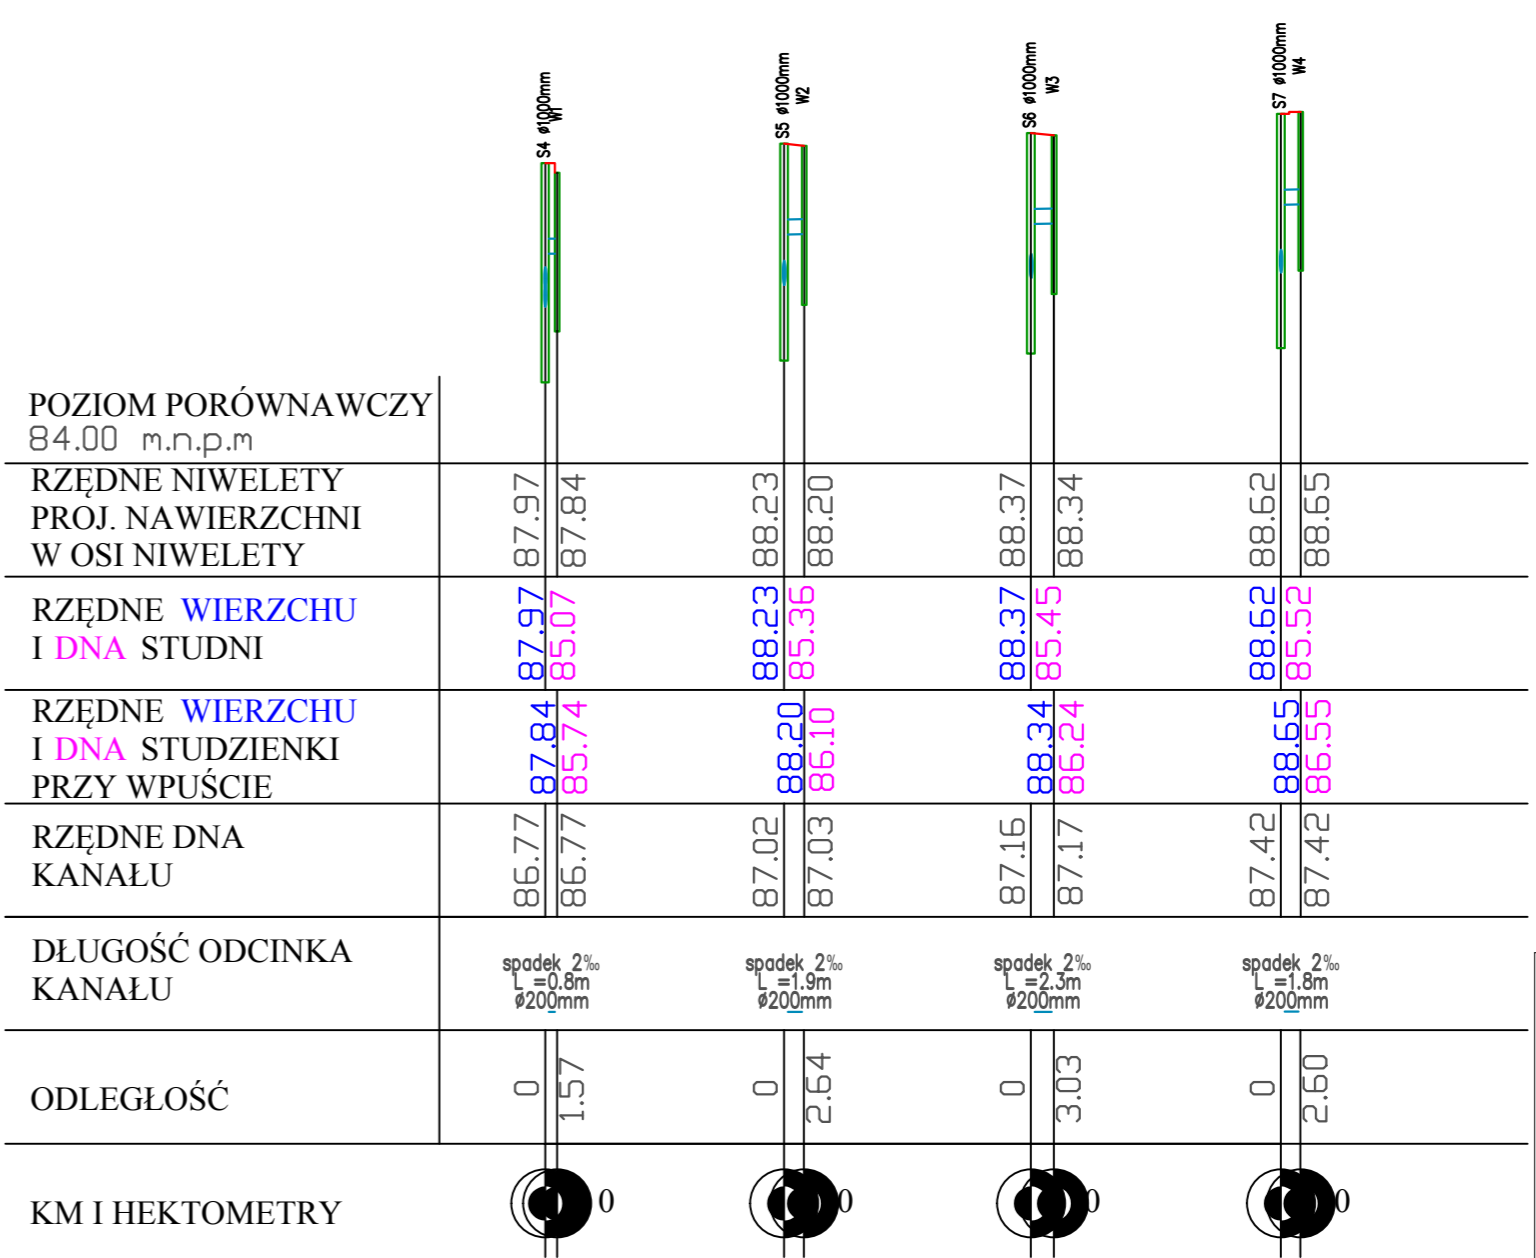 S4 ø1000mm
W1
S5 ø1000mm
W2
S6 ø1000mm
W3
S7 ø1000mm
W4
POZIOM PORÓWNAWCZY
84.00 m.n.p.m
RZĘDNE NIWELETY
PROJ. NAWIERZCHNI
W OSI NIWELETY
87.97
87.84
88.23
88.20
88.37
88.34
88.62
88.65
RZĘDNE WIERZCHU
I DNA STUDNI
87.97
85.07
88.23
85.36
88.37
85.45
88.62
85.52
RZĘDNE WIERZCHU
I DNA STUDZIENKI
PRZY WPUŚCIE
87.84
85.74
88.20
86.10
88.34
86.24
88.65
86.55
RZĘDNE DNA
KANAŁU
86.77
86.77
87.02
87.03
87.16
87.17
87.42
87.42
DŁUGOŚĆ ODCINKA
KANAŁU
spadek 2‰
L =0.8m
ø200mm
spadek 2‰
L =1.9m
ø200mm
spadek 2‰
L =2.3m
ø200mm
spadek 2‰
L =1.8m
ø200mm
ODLEGŁOŚĆ
0
1.57
0
2.64
0
3.03
0
2.60
KM I HEKTOMETRY
0
0
0
0